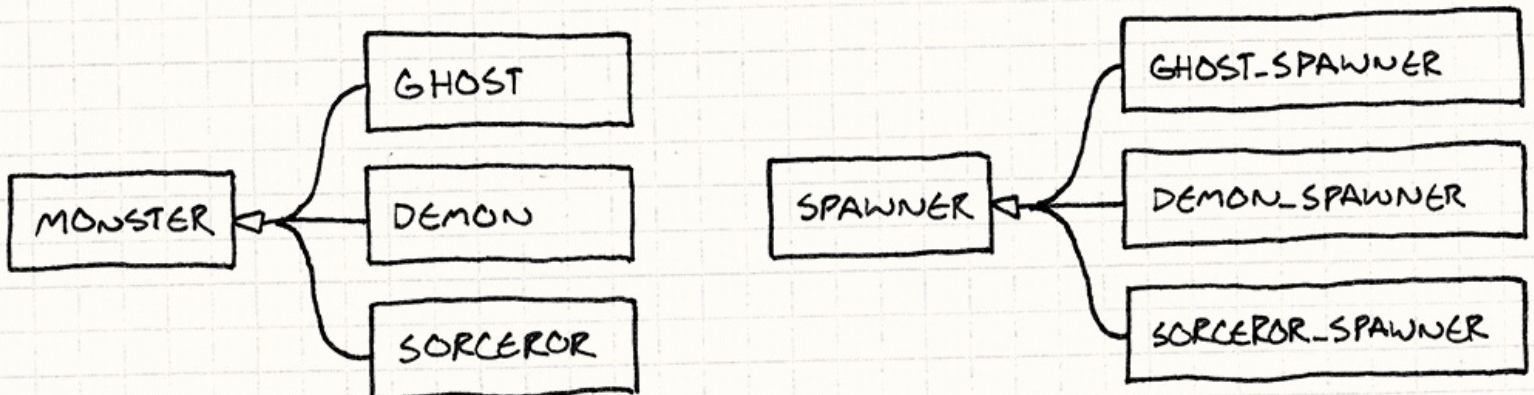 GHOST
DEMON
SORCEROR
MONSTER
GHOST_SPAWNER
DEMON_SPAWNER
SORCEROR_SPAWNER
SPAWNER